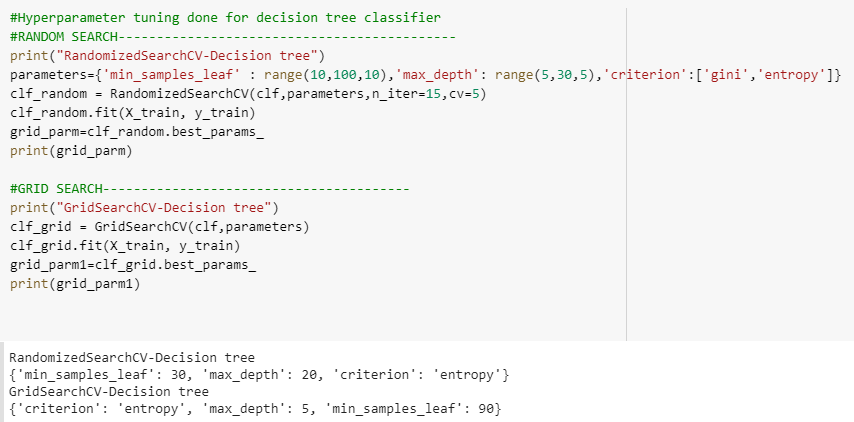 #Hyperparameter tuning done for decision tree classifier
#RANDOM SEARCH--------------------------------------------
print("RandomizedSearchCV-Decision tree")
parameters={'min_samples_leaf' : range(10,100,10),'max_depth': range(5,30,5),'criterion':['gini','entropy']}
clf_random = RandomizedSearchCV(clf,parameters,n_iter=15,cv=5)
clf_random.fit(X_train, y_train)
grid_parm=clf_random.best_params_
print(grid_parm)
#GRID SEARCH----------------------------------------
print("GridSearchCV-Decision tree")
clf_grid = GridSearchCV(clf,parameters)
clf_grid.fit(X_train, y_train)
grid_parm1=clf_grid.best_params_
print(grid_parm1)
RandomizedSearchCV-Decision tree
{'min_samples_leaf': 30, 'max_depth': 20, 'criterion': 'entropy'}
GridSearchCV-Decision tree
{'criterion': 'entropy', 'max_depth': 5, 'min_samples_leaf': 90}